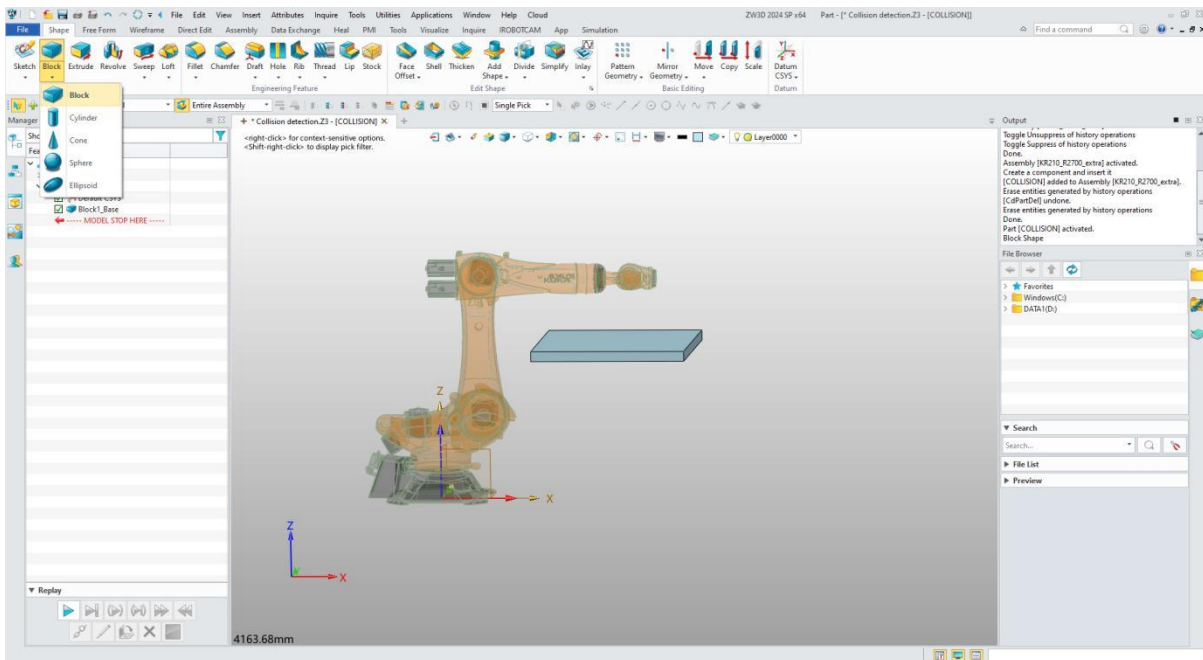 ZW3D 2024 SP x64 Part - [* Collision detection.Z3 - [COLLISION]]
File Edit View Insert Attributes Inquire Tools Utilities Applications Window Help Cloud
File Shape Free Form Wireframe Direct Edit Assembly Data Exchange Heal PMI Tools Visualize Inquire IROBOTCAM App Simulation
Find a command
Sketch Block Extrude Revolve Sweep Loft Fillet Chamfer Draft Hole Rib Thread Lip Stock Face Offset Shell Thicken Add Shape Divide Simplify Inlay Pattern Geometry Mirror Geometry Move Copy Scale Datum CSYS
Engineering Feature Edit Shape Basic Editing Datum
Block
Cylinder
Cone
Sphere
Ellipsoid
Entire Assembly
Single Pick
Manager
* Collision detection.Z3 - [COLLISION]
<right-click> for context-sensitive options.
<Shift-right-click> to display pick filter.
Layer0000
Default CSYS
Block1_Base
----- MODEL STOP HERE -----
Z
X
Z
X
4163.68mm
Replay
Output
Toggle Unsuppress of history operations
Toggle Suppress of history operations
Done.
Assembly [KR210_R2700_extra] activated.
Create a component and insert it
[COLLISION] added to Assembly [KR210_R2700_extra].
Erase entities generated by history operations
[CdPartDel] undone.
Erase entities generated by history operations
Done.
Part [COLLISION] activated.
Block Shape
File Browser
Favorites
Windows(C:)
DATA1(D:)
Search
Search...
File List
Preview